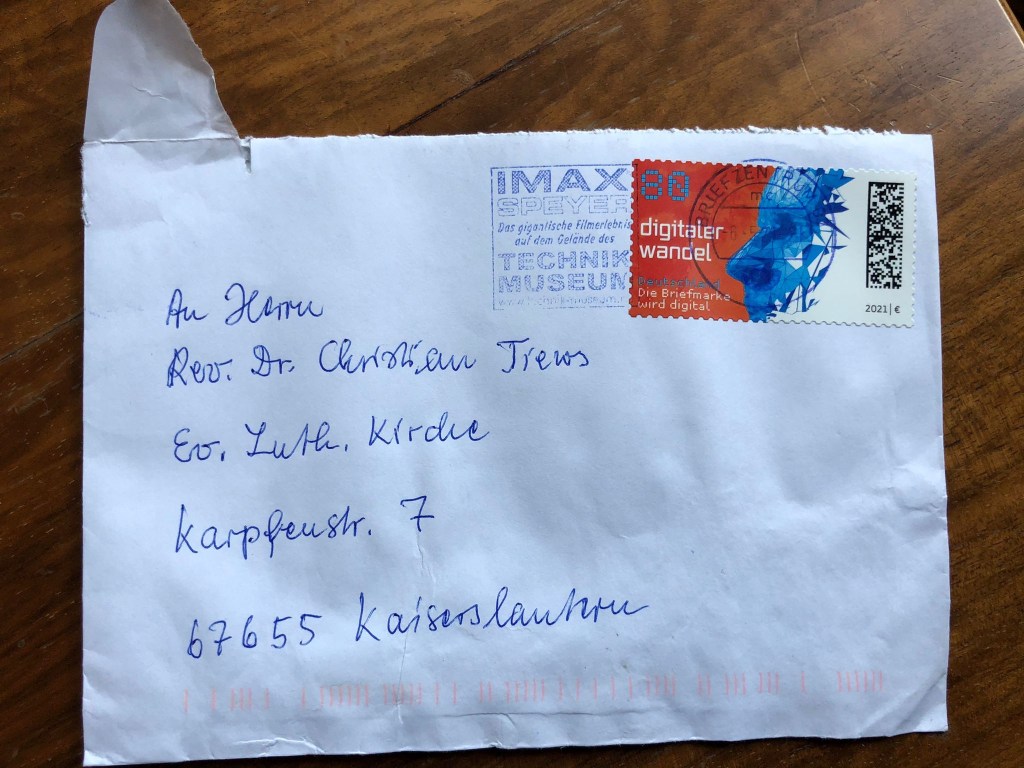 IMAX
SPEYER
Das gigantische Filmerlebnis
auf dem Gelände des
TECHNIK
MUSEUM
80
digitaler
wandel
Deutschland
Die Briefmarke
wird digital
BRIEFZENTRUM
2021 | €
An Herrn
Rev. Dr. Christian Trews
Ev. Luth. Kirche
Karpfenstr. 7
67655 Kaiserslautern